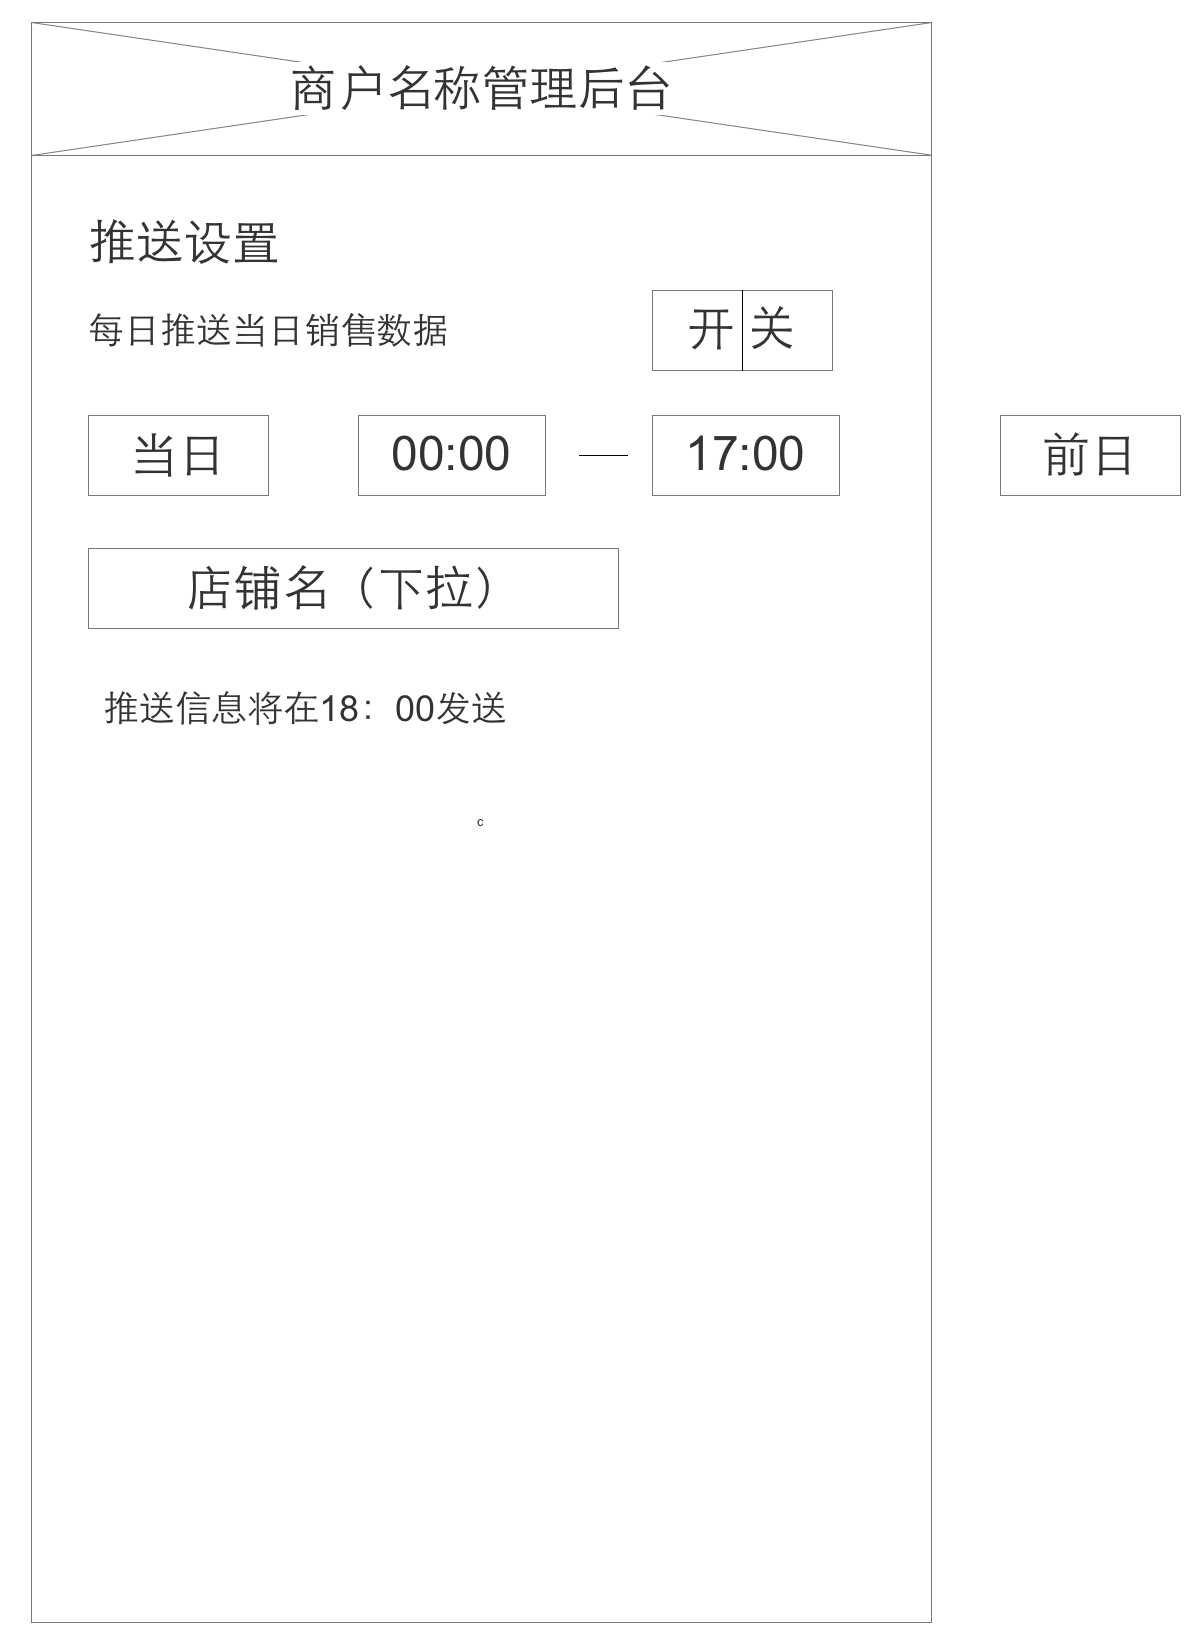 商户名称管理后台
推送设置
每日推送当日销售数据
开 关
当日 00:00 17:00 前日
店铺名（下拉）
推送信息将在18：00发送
c